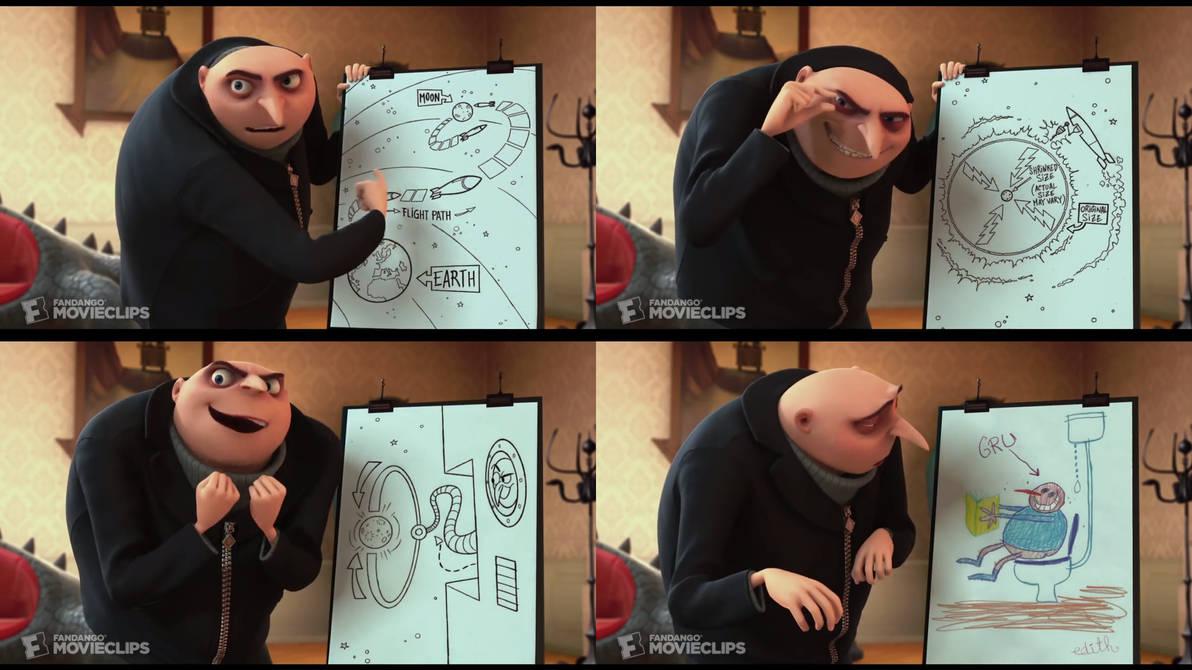 MOON
FLIGHT PATH
EARTH
FANDANGO
MOVIECLIPS
SHRINKED
SIZE
(ACTUAL
SIZE
MAY VARY)
ORIGINAL
SIZE
FANDANGO
MOVIECLIPS
FANDANGO
MOVIECLIPS
GRU
edith
FANDANGO
MOVIECLIPS